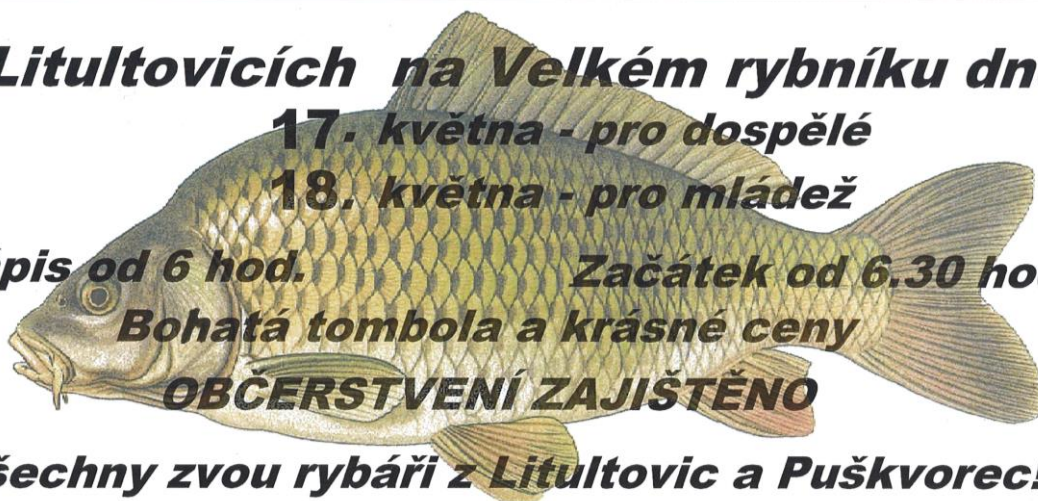 Litultovicích na Velkém rybníku dn
17. května - pro dospělé
18. května - pro mládež
pis od 6 hod. Začátek od 6.30 ho
Bohatá tombola a krásné ceny
OBČERSTVENÍ ZAJIŠTĚNO
šechny zvou rybáři z Litultovic a Puškvorec!